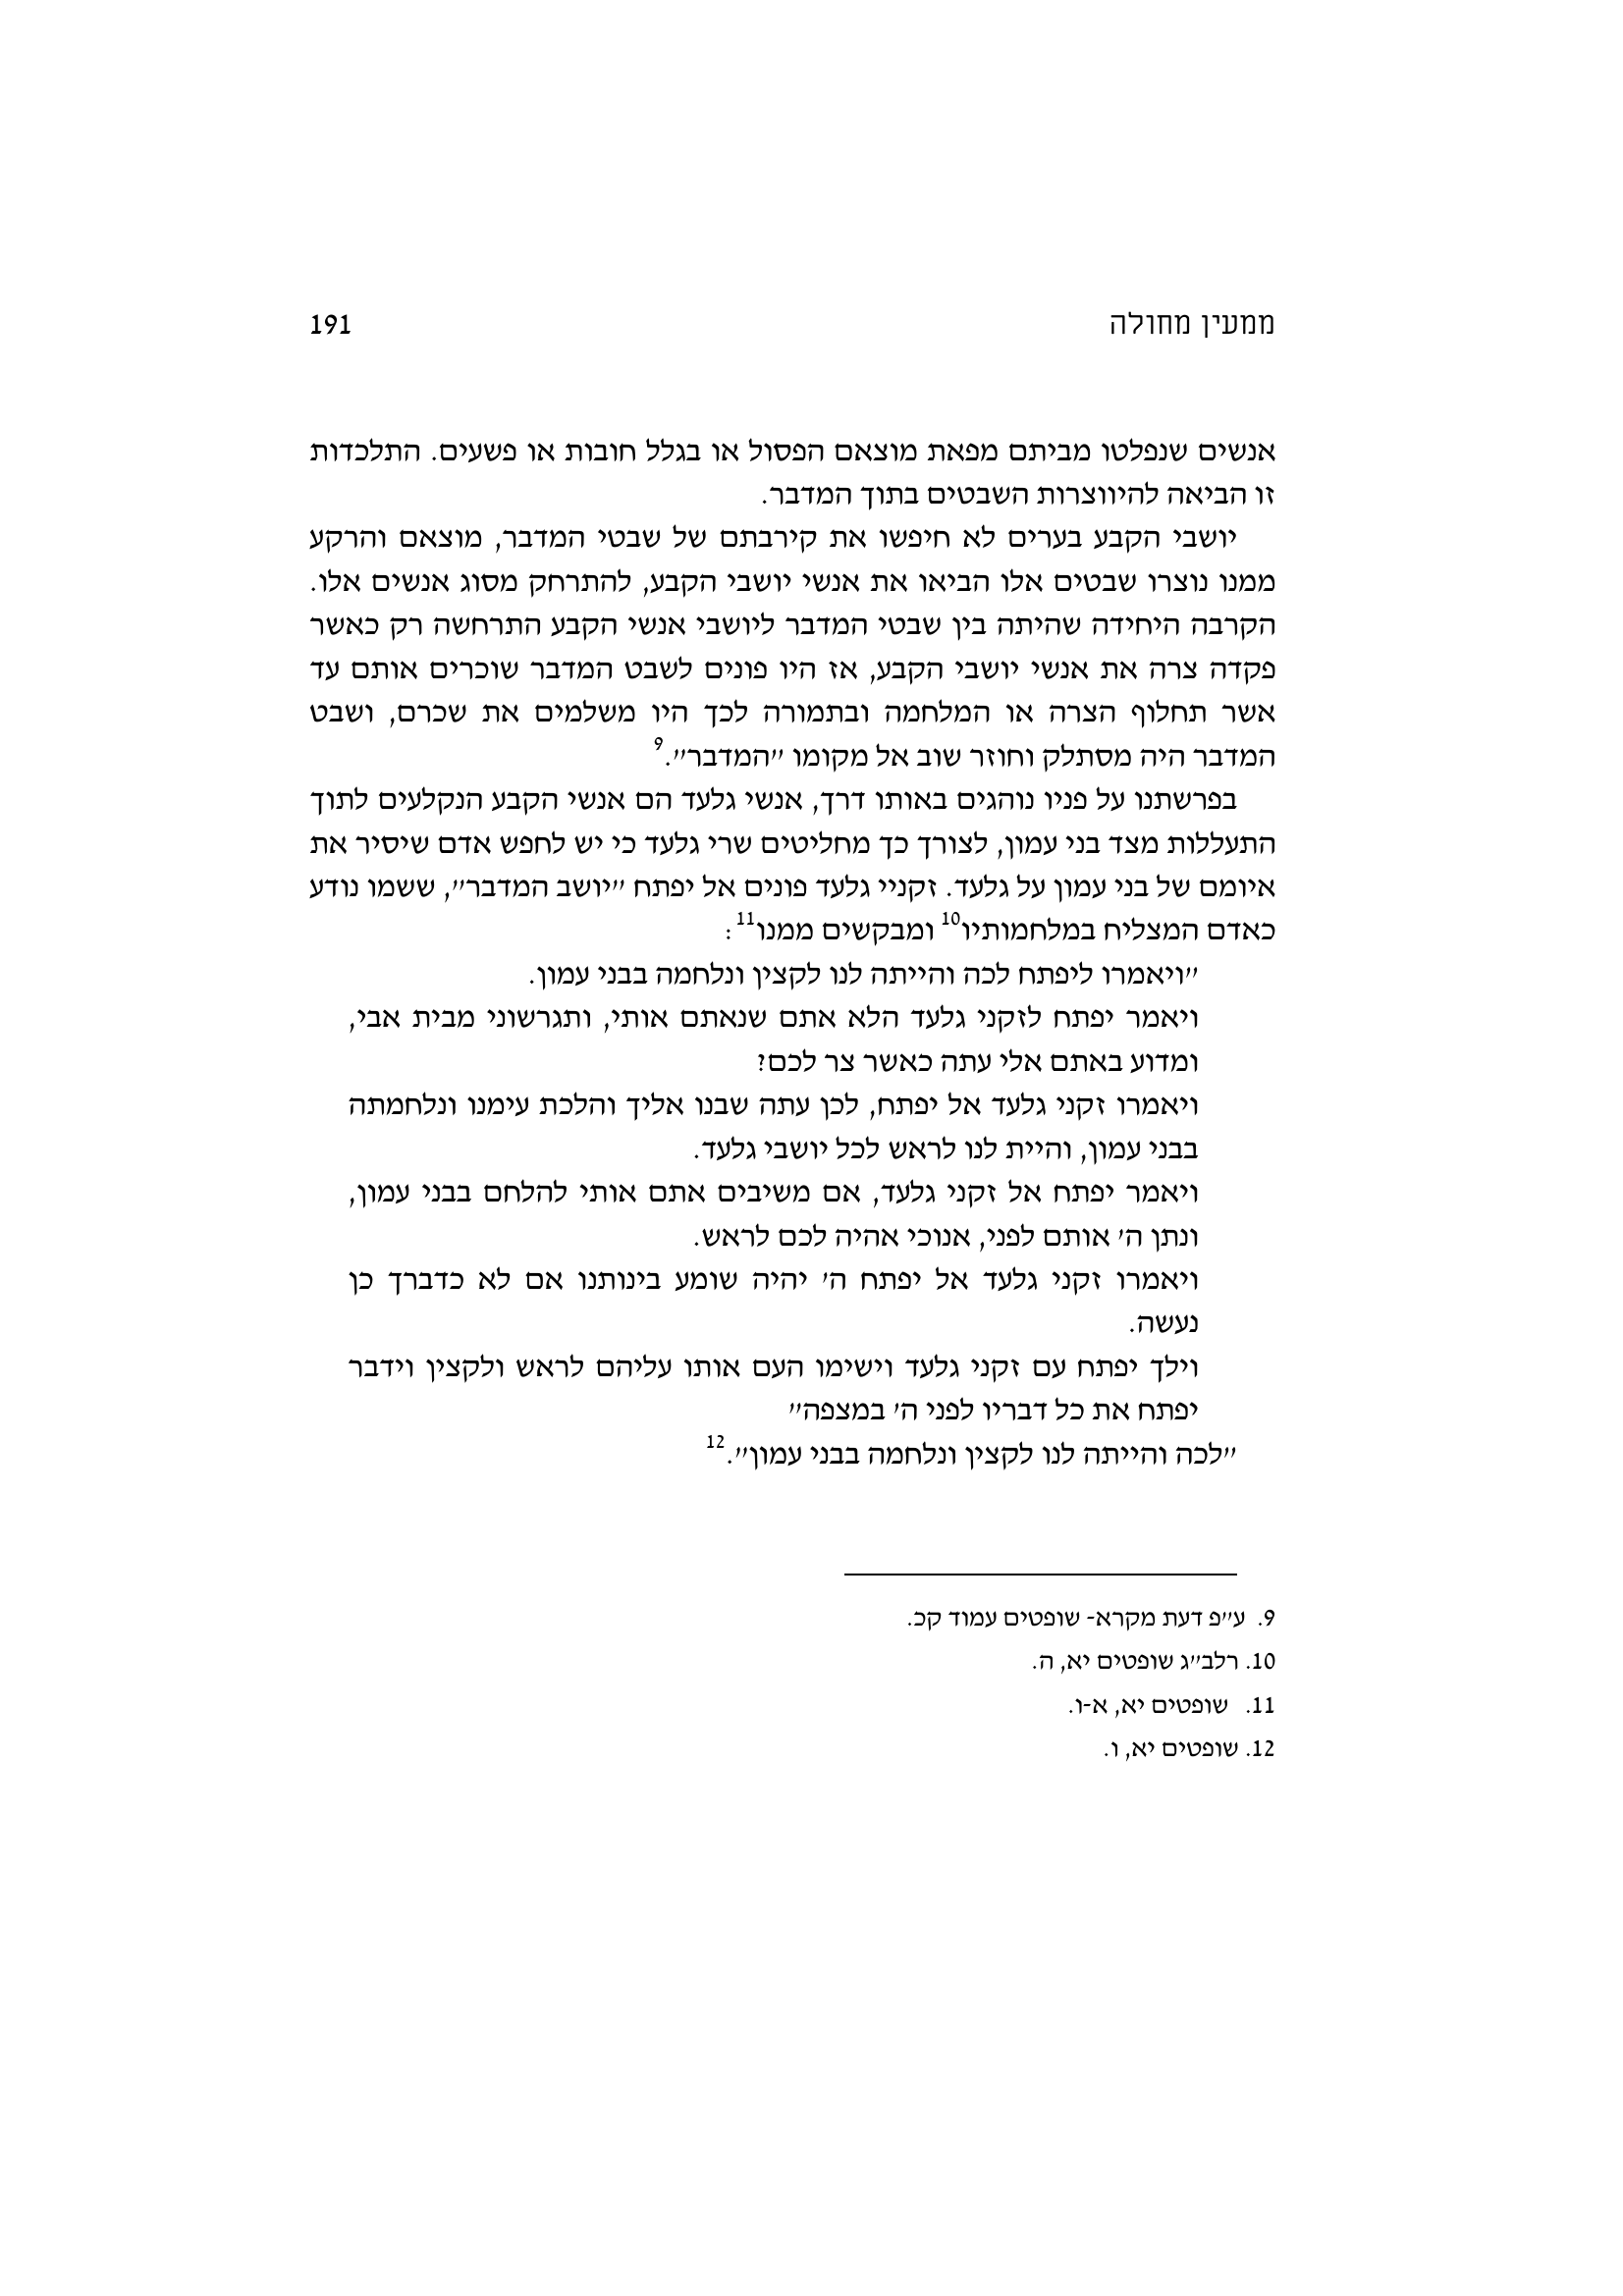 ממעין מחולה 191
אנשים שנפלטו מביתם מפאת מוצאם הפסול או בגלל חובות או פשעים. התלכדות
זו הביאה להיווצרות השבטים בתוך המדבר.
יושבי הקבע בערים לא חיפשו את קירבתם של שבטי המדבר, מוצאם והרקע
ממנו נוצרו שבטים אלו הביאו את אנשי יושבי הקבע, להתרחק מסוג אנשים אלו.
הקרבה היחידה שהיתה בין שבטי המדבר ליושבי אנשי הקבע התרחשה רק כאשר
פקדה צרה את אנשי יושבי הקבע, אז היו פונים לשבט המדבר שוכרים אותם עד
אשר תחלוף הצרה או המלחמה ובתמורה לכך היו משלמים את שכרם, ושבט
המדבר היה מסתלק וחוזר שוב אל מקומו ״המדבר״.9
בפרשתנו על פניו נוהגים באותו דרך, אנשי גלעד הם אנשי הקבע הנקלעים לתוך
התעללות מצד בני עמון, לצורך כך מחליטים שרי גלעד כי יש לחפש אדם שיסיר את
איומם של בני עמון על גלעד. זקניי גלעד פונים אל יפתח ״יושב המדבר״, ששמו נודע
כאדם המצליח במלחמותיו10 ומבקשים ממנו11:
״ויאמרו ליפתח לכה והייתה לנו לקצין ונלחמה בבני עמון.
ויאמר יפתח לזקני גלעד הלא אתם שנאתם אותי, ותגרשוני מבית אבי,
ומדוע באתם אלי עתה כאשר צר לכם?
ויאמרו זקני גלעד אל יפתח, לכן עתה שבנו אליך והלכת עימנו ונלחמתה
בבני עמון, והיית לנו לראש לכל יושבי גלעד.
ויאמר יפתח אל זקני גלעד, אם משיבים אתם אותי להלחם בבני עמון,
ונתן ה׳ אותם לפני, אנוכי אהיה לכם לראש.
ויאמרו זקני גלעד אל יפתח ה׳ יהיה שומע בינותנו אם לא כדברך כן
נעשה.
וילך יפתח עם זקני גלעד וישימו העם אותו עליהם לראש ולקצין וידבר
יפתח את כל דבריו לפני ה׳ במצפה״
״לכה והייתה לנו לקצין ונלחמה בבני עמון״.12
9. ע״פ דעת מקרא- שופטים עמוד קכ.
10. רלב״ג שופטים יא, ה.
11. שופטים יא, א-ו.
12. שופטים יא, ו.